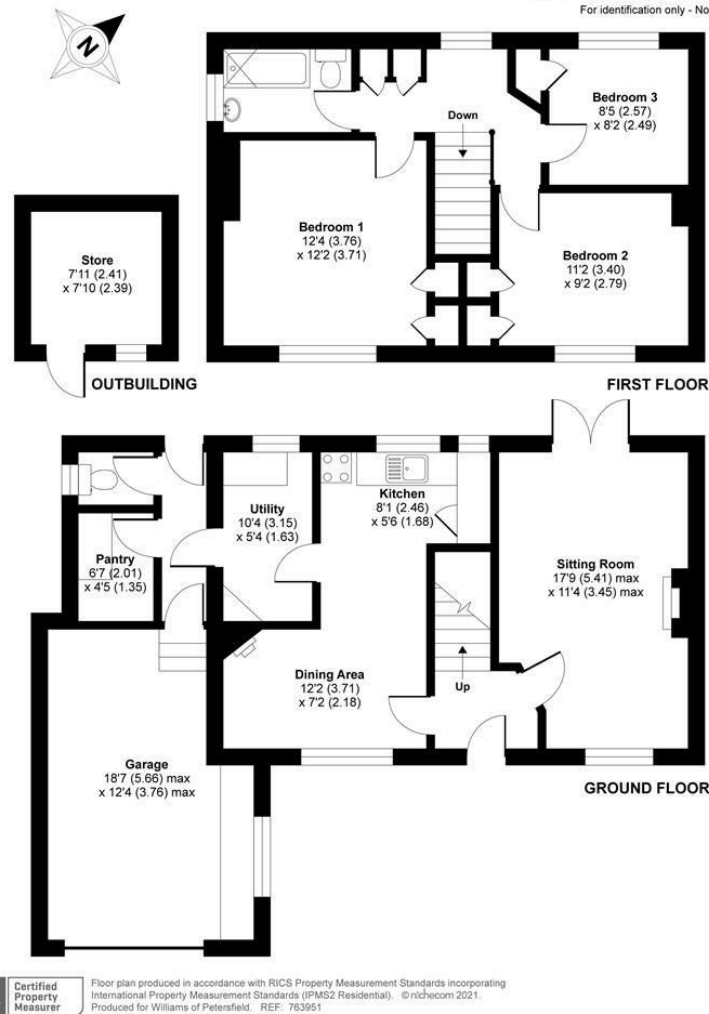 For identification only - No
N
Down
Bedroom 3
8'5 (2.57)
x 8'2 (2.49)
Bedroom 1
12'4 (3.76)
x 12'2 (3.71)
Bedroom 2
11'2 (3.40)
x 9'2 (2.79)
Store
7'11 (2.41)
x 7'10 (2.39)
OUTBUILDING
FIRST FLOOR
Kitchen
8'1 (2.46)
x 5'6 (1.68)
Utility
10'4 (3.15)
x 5'4 (1.63)
Pantry
6'7 (2.01)
x 4'5 (1.35)
Sitting Room
17'9 (5.41) max
x 11'4 (3.45) max
Dining Area
12'2 (3.71)
x 7'2 (2.18)
Up
Garage
18'7 (5.66) max
x 12'4 (3.76) max
GROUND FLOOR
Certified
Property
Measurer
Floor plan produced in accordance with RICS Property Measurement Standards incorporating
International Property Measurement Standards (IPMS2 Residential). ©nichecom 2021.
Produced for Williams of Petersfield. REF: 763951